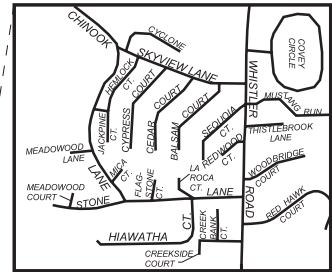 CHINOOK
CYCLONE
SKYVIEW LANE
COVEY
CIRCLE
HEMLOCK
CT.
WHISTLER
ROAD
MUSTANG
RUN
JACKPINE
CT.
CYPRESS
COURT
CEDAR
COURT
BALSAM
COURT
SEQUOIA
CT.
REDWOOD
CT.
THISTLEBROOK
LANE
MEADOWOOD
LANE
WOODBRIDGE
COURT
MICA
CT.
FLAG-
STONE
CT.
LA
ROCA
CT.
LANE
MEADOWOOD
COURT
STONE
LANE
RED HAWK
COURT
HIAWATHA
CT.
CREEK
BANK
CT.
CREEKSIDE
COURT